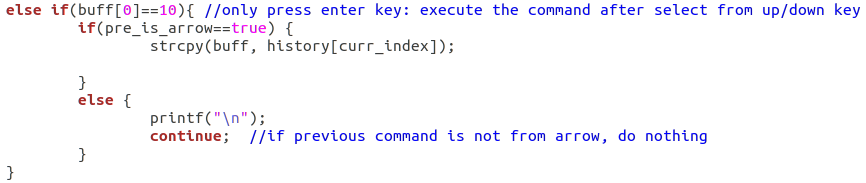 else if(buff[0]==10){ //only press enter key: execute the command after select from up/down key
        if(pre_is_arrow==true) {
                strcpy(buff, history[curr_index]);

        }
        else {
                printf("\n");
                continue;  //if previous command is not from arrow, do nothing
        }
}